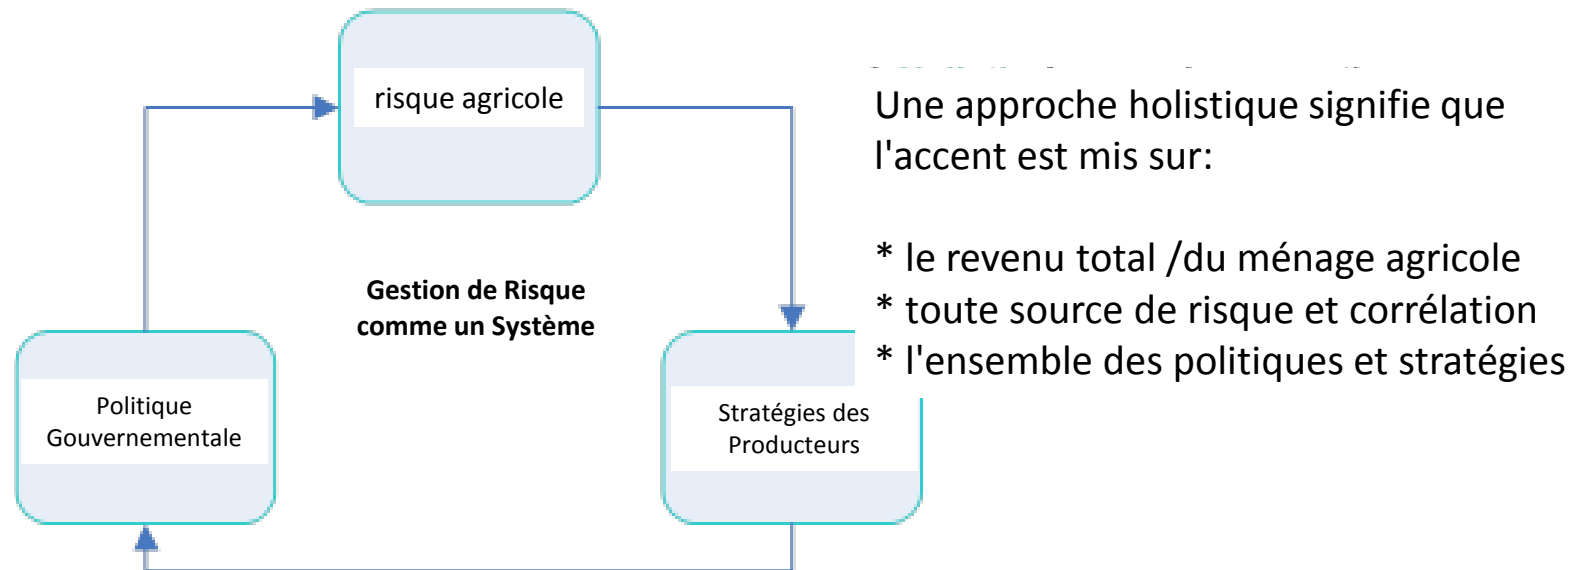 risque agricole
Gestion de Risque
comme un Système
Politique
Gouvernementale
Stratégies des
Producteurs
Une approche holistique signifie que
l'accent est mis sur:
* le revenu total /du ménage agricole
* toute source de risque et corrélation
* l'ensemble des politiques et stratégies